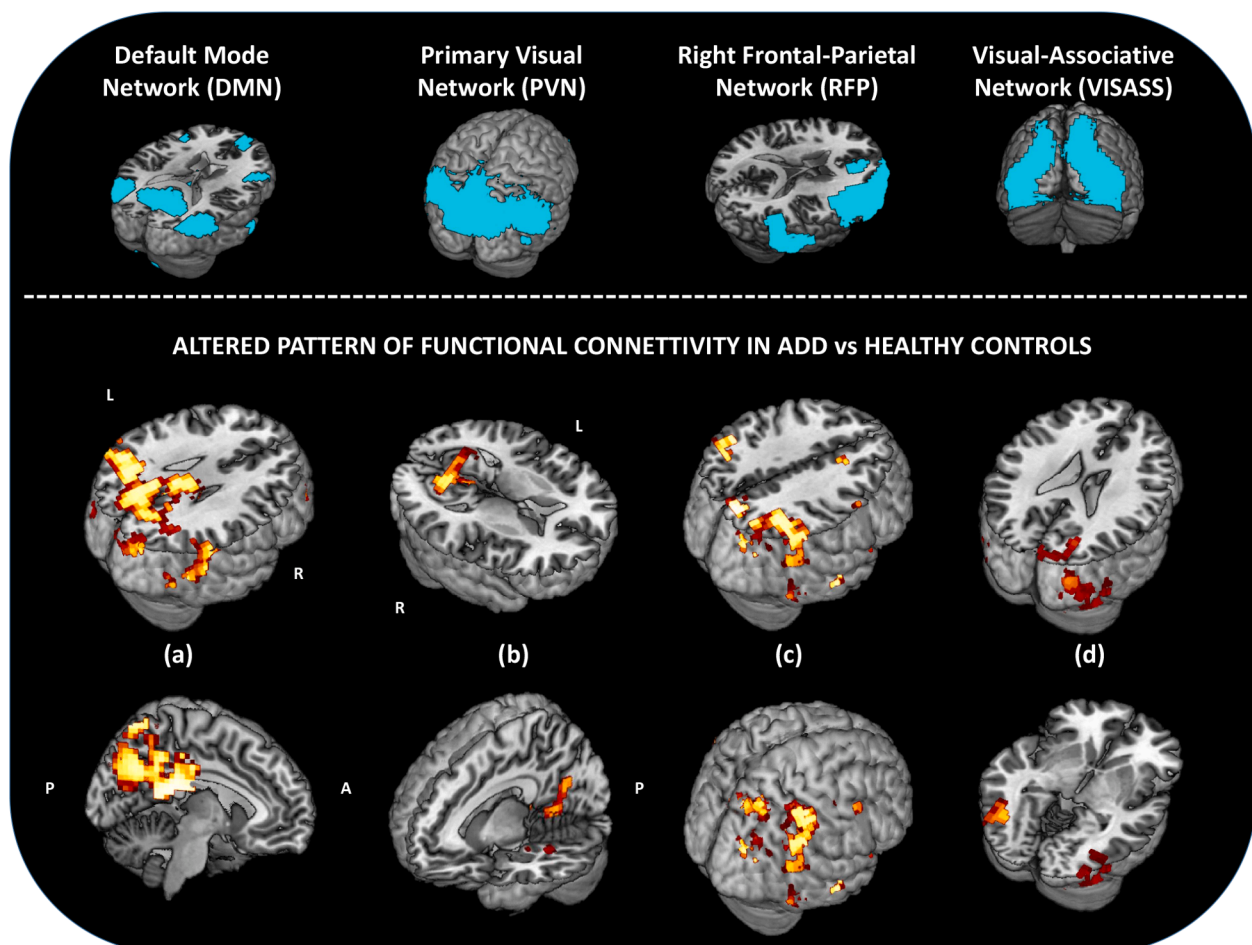 Default Mode
Network (DMN)
Primary Visual
Network (PVN)
Right Frontal-Parietal
Network (RFP)
Visual-Associative
Network (VISASS)
ALTERED PATTERN OF FUNCTIONAL CONNETTIVITY IN ADD vs HEALTHY CONTROLS
L
L
R
R
(a)
(b)
(c)
(d)
P
A
P